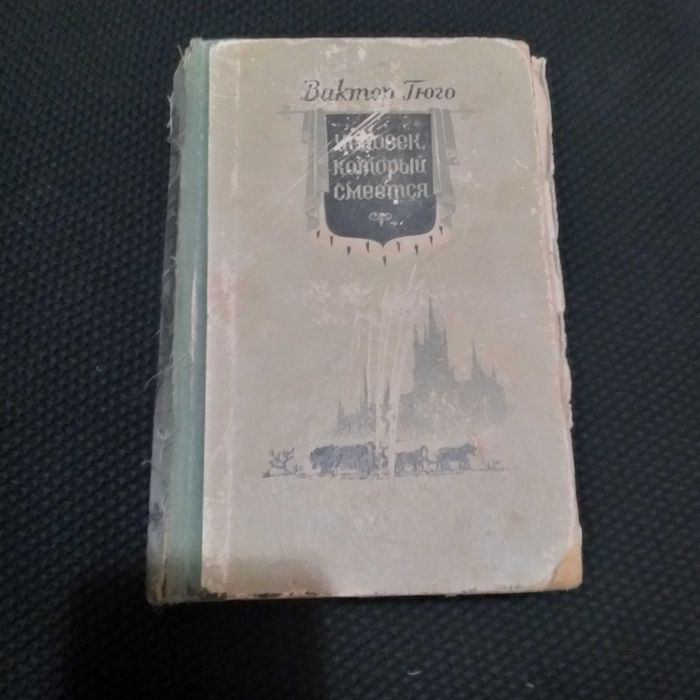 Виктор Гюго
Человек,
который
смеется